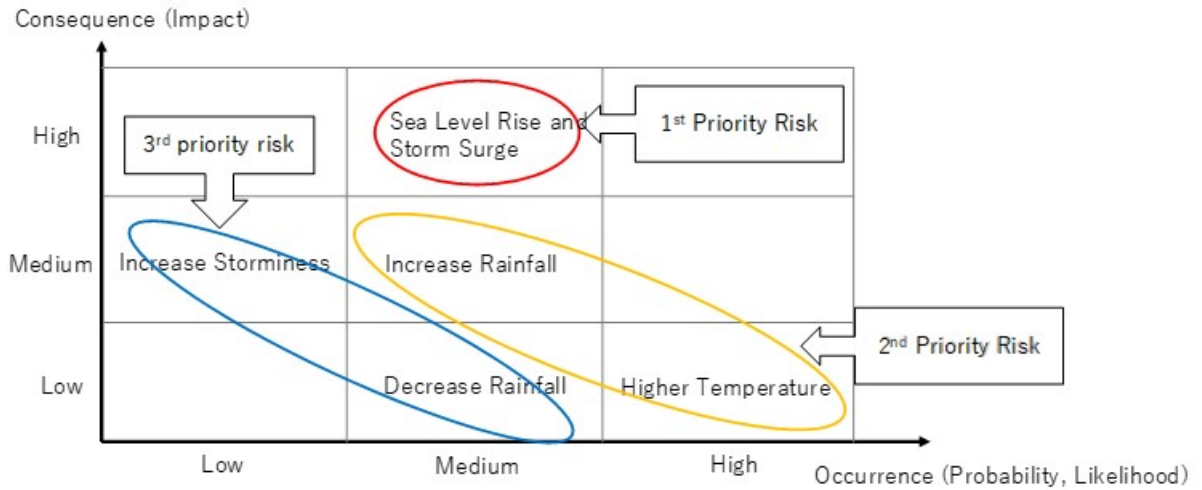 Consequence (Impact)
High
3rd priority risk
Sea Level Rise and
Storm Surge
1st Priority Risk
Medium
Increase Storminess
Increase Rainfall
2nd Priority Risk
Low
Decrease Rainfall
Higher Temperature
Low
Medium
High
Occurrence (Probability, Likelihood)